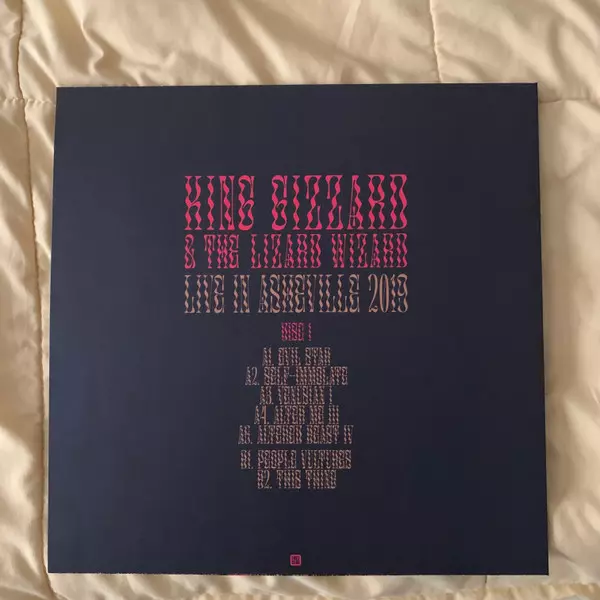 KING GIZZARD
& THE LIZARD WIZARD
LIVE IN ASHEVILLE 2019
DISC 1
A1. EVIL STAR
A2. SELF-IMMOLATE
A3. VENUSIAN I
A4. ALTER ME III
A5. ALTERED BEAST IV
B1. PEOPLE VULTURES
B2. THIS THING